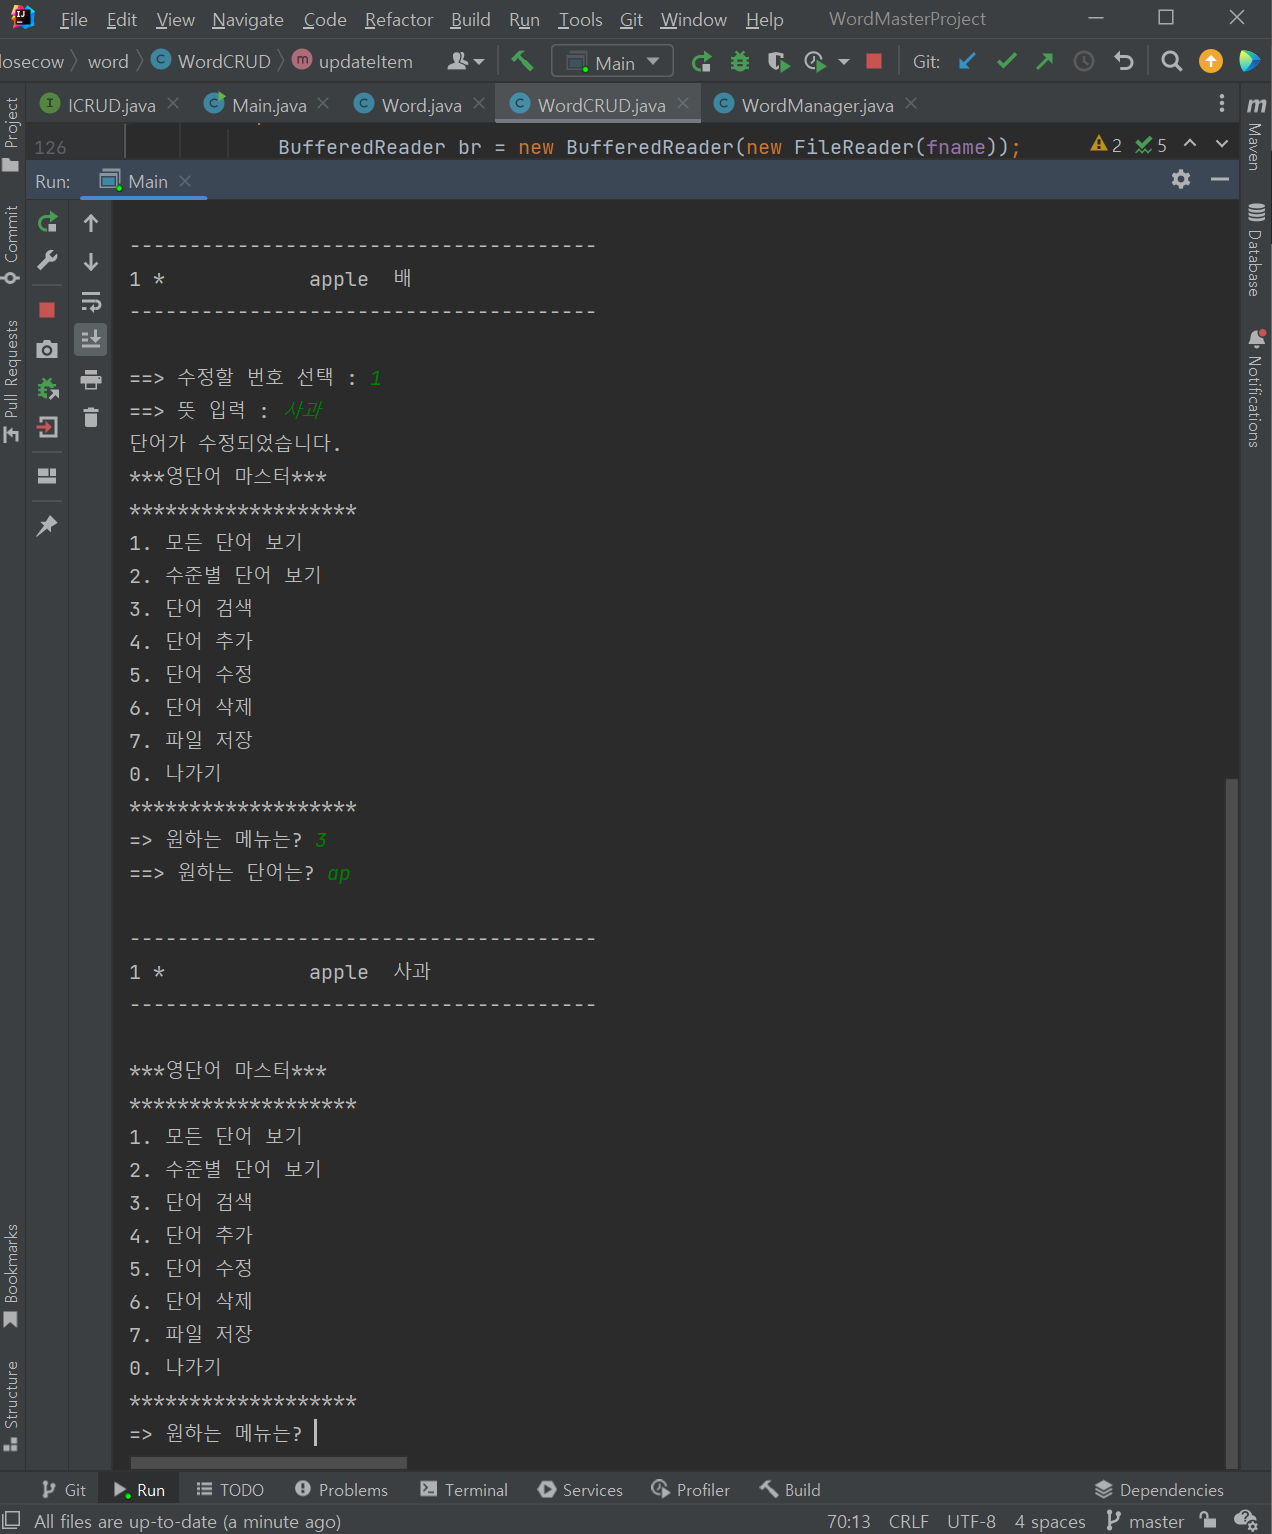 File Edit View Navigate Code Refactor Build Run Tools Git Window Help WordMasterProject
losecow word WordCRUD updateItem Main Git:
ICRUD.java Main.java Word.java WordCRUD.java WordManager.java
126 BufferedReader br = new BufferedReader(new FileReader(fname)); 2 5
Run: Main
---------------------------------------
1 * apple 배
---------------------------------------
==> 수정할 번호 선택 : 1
==> 뜻 입력 : 사과
단어가 수정되었습니다.
***영단어 마스터***
*******************
1. 모든 단어 보기
2. 수준별 단어 보기
3. 단어 검색
4. 단어 추가
5. 단어 수정
6. 단어 삭제
7. 파일 저장
0. 나가기
*******************
=> 원하는 메뉴는? 3
==> 원하는 단어는? ap
---------------------------------------
1 * apple 사과
---------------------------------------
***영단어 마스터***
*******************
1. 모든 단어 보기
2. 수준별 단어 보기
3. 단어 검색
4. 단어 추가
5. 단어 수정
6. 단어 삭제
7. 파일 저장
0. 나가기
*******************
=> 원하는 메뉴는?
Project
Commit
Pull Requests
Bookmarks
Structure
m
Maven
Database
Notifications
Git Run TODO Problems Terminal Services Profiler Build Dependencies
All files are up-to-date (a minute ago) 70:13 CRLF UTF-8 4 spaces master